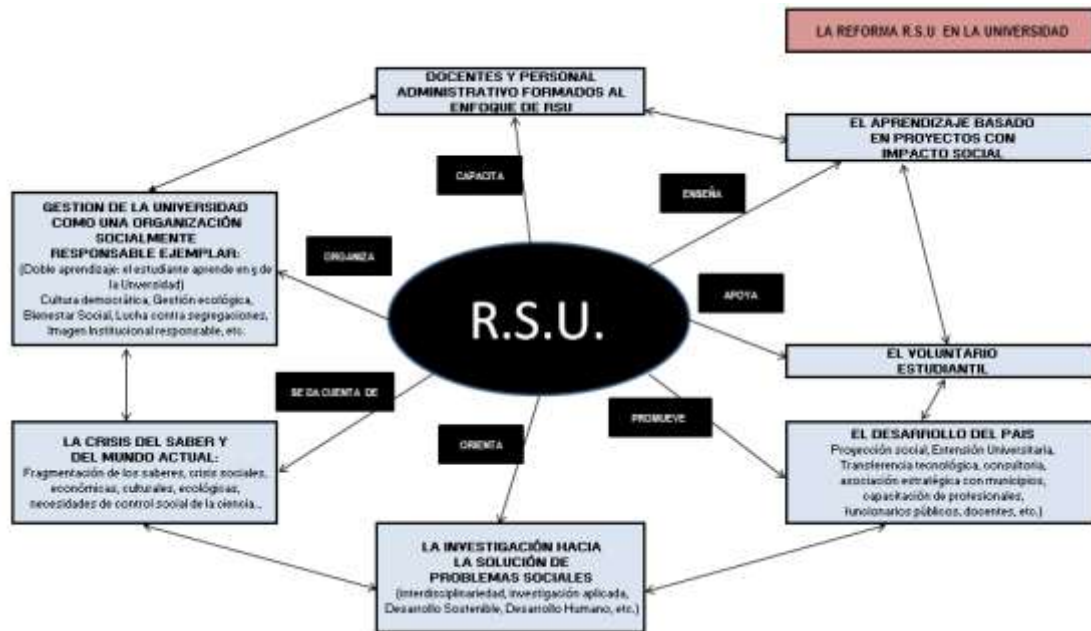 LA REFORMA R.S.U EN LA UNIVERSIDAD
DOCENTES Y PERSONAL
ADMINISTRATIVO FORMADOS AL
ENFOQUE DE RSU
EL APRENDIZAJE BASADO
EN PROYECTOS CON
IMPACTO SOCIAL
CAPACITA
ENSEÑA
GESTION DE LA UNIVERSIDAD
COMO UNA ORGANIZACIÓN
SOCIALMENTE
RESPONSABLE EJEMPLAR:
(Doble aprendizaje: el estudiante aprende en y de
la Unversidad)
Cultura democrática, Gestión ecológica,
Bienestar Social, Lucha contra segregaciones,
Imagen Institucional responsable, etc.
ORGANIZA
APOYA
R.S.U.
EL VOLUNTARIO
ESTUDIANTIL
SE DA CUENTA DE
PROMUEVE
ORIENTA
LA CRISIS DEL SABER Y
DEL MUNDO ACTUAL:
Fragmentación de los saberes, crisis sociales,
económicas, culturales, ecológicas,
necesidades de control social de la ciencia...
EL DESARROLLO DEL PAIS
Proyección social, Extensión Universitaria,
Transferencia tecnológica, consultoria,
asociación estratégica con municipios,
capacitación de profesionales,
funcionarios públicos, docentes, etc.)
LA INVESTIGACIÓN HACIA
LA SOLUCIÓN DE
PROBLEMAS SOCIALES
(interdisciplinariedad, investigación aplicada,
Desarrollo Sostenible, Desarrollo Humano, etc.)